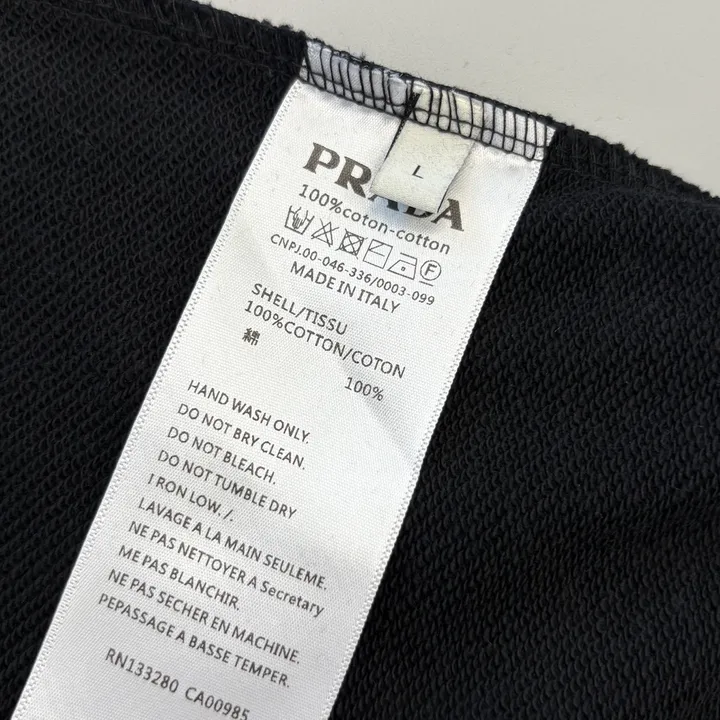 PRADA
L
100%coton-cotton
CNPJ.00-046-336/0003-099
MADE IN ITALY
SHELL/TISSU
100%COTTON/COTON
綿
100%
HAND WASH ONLY.
DO NOT BRY CLEAN.
DO NOT BLEACH.
DO NOT TUMBLE DRY
I RON LOW. /.
LAVAGE A LA MAIN SEULEME.
NE PAS NETTOYER A Secretary
ME PAS BLANCHIR.
NE PAS SECHER EN MACHINE.
PEPASSAGE A BASSE TEMPER.
RN133280 CA00985